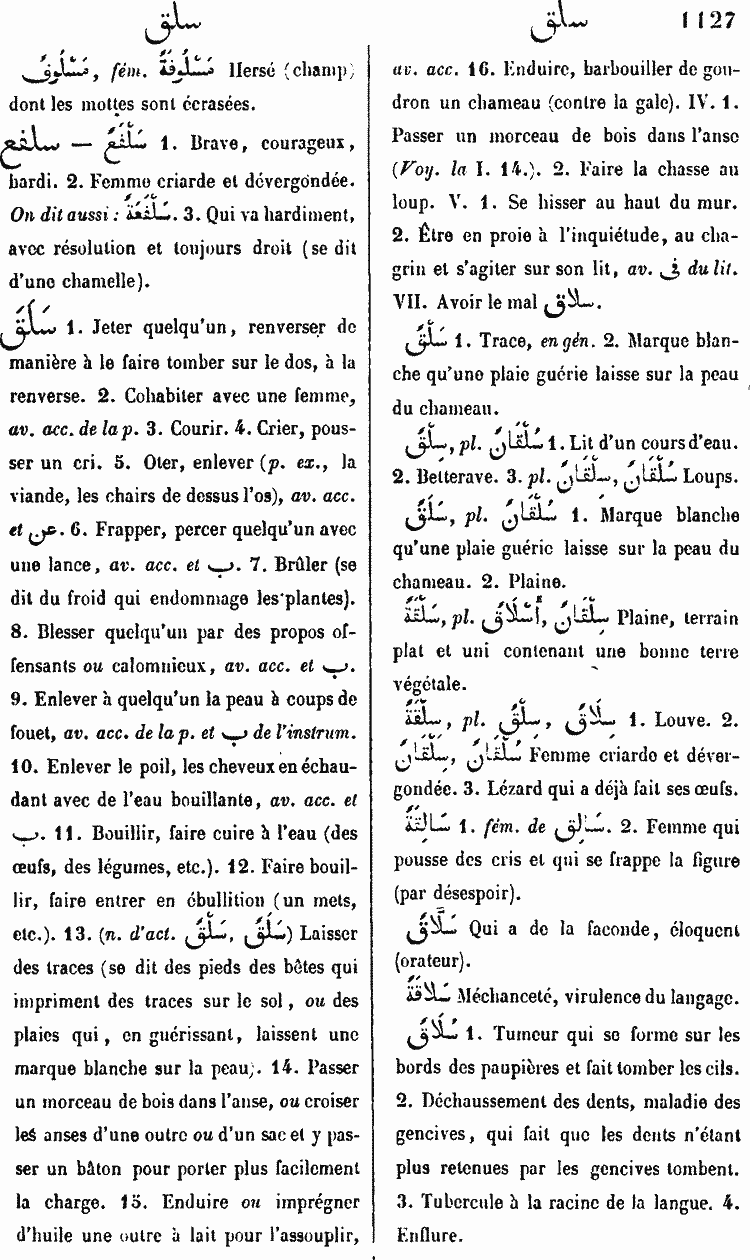 سلق
سلق 1127
مَسْلُوفٌ, fém. مَسْلُوفَةٌ Hersé (champ)
dont les mottes sont écrasées.
سلفع — سَلْفَعٌ 1. Brave, courageux,
hardi. 2. Femme criarde et dévergondée.
On dit aussi : سَلْفَعَةٌ. 3. Qui va hardiment,
avec résolution et toujours droit (se dit
d'une chamelle).
سَلَقَ 1. Jeter quelqu'un, renverser de
manière à le faire tomber sur le dos, à la
renverse. 2. Cohabiter avec une femme,
av. acc. de la p. 3. Courir. 4. Crier, pous-
ser un cri. 5. Oter, enlever (p. ex., la
viande, les chairs de dessus l'os), av. acc.
et عن. 6. Frapper, percer quelqu'un avec
une lance, av. acc. et ب. 7. Brûler (se
dit du froid qui endommage les plantes).
8. Blesser quelqu'un par des propos of-
fensants ou calomnieux, av. acc. et ب.
9. Enlever à quelqu'un la peau à coups de
fouet, av. acc. de la p. et ب de l'instrum.
10. Enlever le poil, les cheveux en échau-
dant avec de l'eau bouillante, av. acc. et
ب. 11. Bouillir, faire cuire à l'eau (des
œufs, des légumes, etc.). 12. Faire bouil-
lir, faire entrer en ébullition (un mets,
etc.). 13. (n. d'act. سَلْقٌ, سَلَقٌ) Laisser
des traces (se dit des pieds des bêtes qui
impriment des traces sur le sol, ou des
plaies qui, en guérissant, laissent une
marque blanche sur la peau). 14. Passer
un morceau de bois dans l'anse, ou croiser
les anses d'une outre ou d'un sac et y pas-
ser un bâton pour porter plus facilement
la charge. 15. Enduire ou imprégner
d'huile une outre à lait pour l'assouplir,
av. acc. 16. Enduire, barbouiller de gou-
dron un chameau (contre la gale). IV. 1.
Passer un morceau de bois dans l'anse
(Voy. la I. 14.). 2. Faire la chasse au
loup. V. 1. Se hisser au haut du mur.
2. Être en proie à l'inquiétude, au cha-
grin et s'agiter sur son lit, av. في du lit.
VII. Avoir le mal سلاق.
سَلْقٌ 1. Trace, en gén. 2. Marque blan-
che qu'une plaie guérie laisse sur la peau
du chameau.
سِلْقٌ, pl. سُلْقَانٌ 1. Lit d'un cours d'eau.
2. Betterave. 3. pl. سُلْقَانٌ, سِلْقَانٌ Loups.
سَلَقٌ, pl. سُلْقَانٌ 1. Marque blanche
qu'une plaie guérie laisse sur la peau du
chameau. 2. Plaine.
سَلَقَةٌ, pl. أَسْلَاقٌ, سِلْقَانٌ Plaine, terrain
plat et uni contenant une bonne terre
végétale.
سِلْقَةٌ, pl. سِلْقٌ, سِلَاقٌ 1. Louve. 2.
سُلْقَانٌ, سِلْقَانٌ Femme criarde et déver-
gondée. 3. Lézard qui a déjà fait ses œufs.
سَالِقَةٌ 1. fém. de سَالِق. 2. Femme qui
pousse des cris et qui se frappe la figure
(par désespoir).
سَلَّاقٌ Qui a de la faconde, éloquent
(orateur).
سَلَاقَةٌ Méchanceté, virulence du langage.
سُلَاقٌ 1. Tumeur qui se forme sur les
bords des paupières et fait tomber les cils.
2. Déchaussement des dents, maladie des
gencives, qui fait que les dents n'étant
plus retenues par les gencives tombent.
3. Tubercule à la racine de la langue. 4.
Enflure.